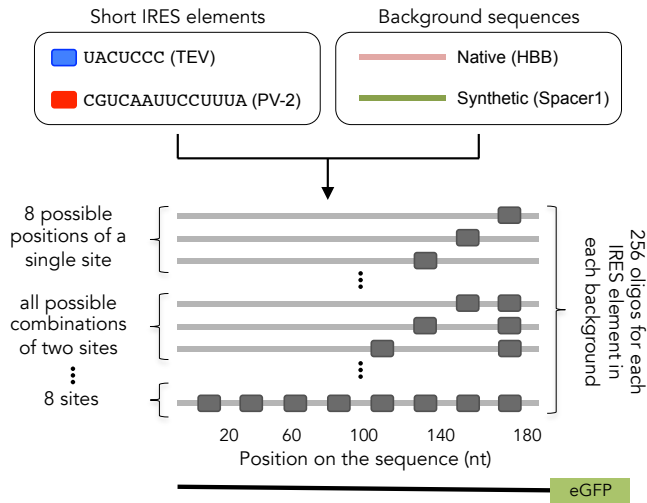 Short IRES elements
Background sequences
UACUCCC (TEV)
CGUCAAUUCCUUUA (PV-2)
Native (HBB)
Synthetic (Spacer1)
8 possible
positions of a
single site
all possible
combinations
of two sites
8 sites
256 oligos for each
IRES element in
each background
20 60 100 140 180
Position on the sequence (nt)
eGFP